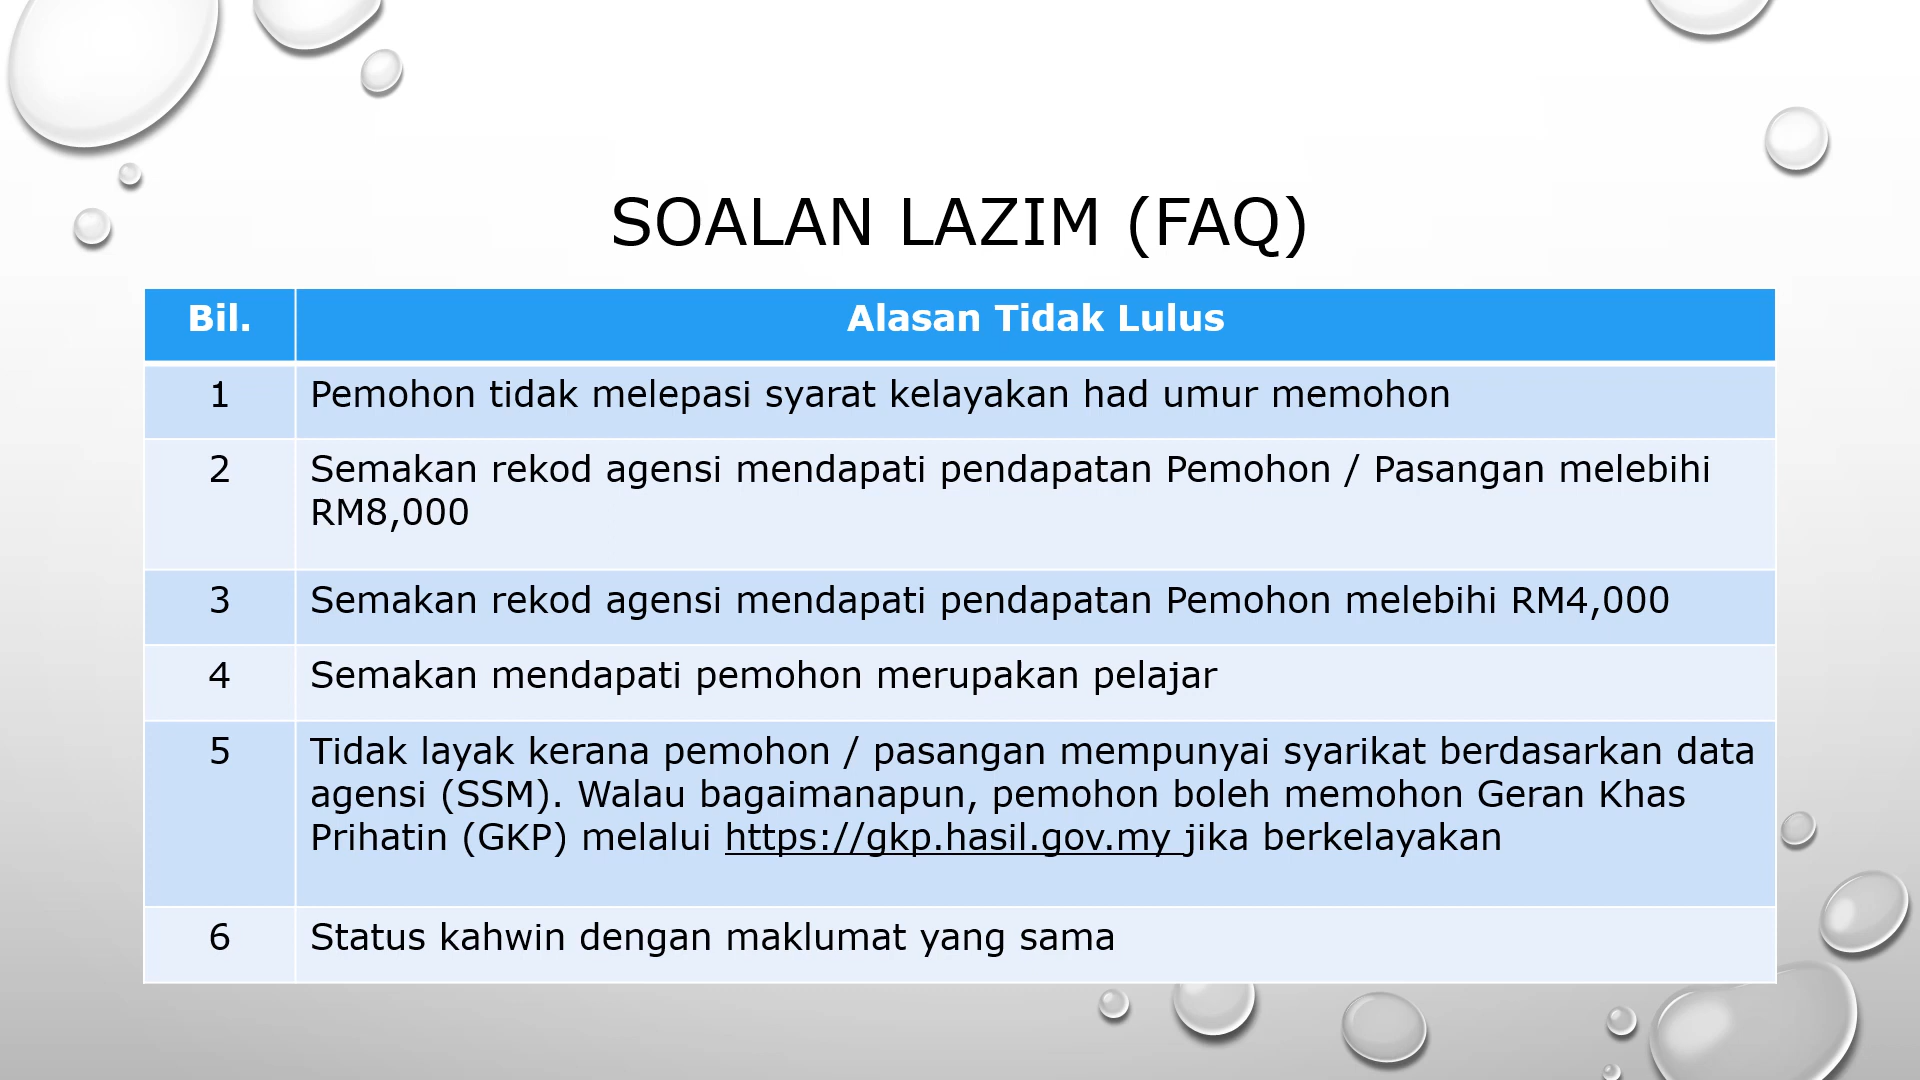 SOALAN LAZIM (FAQ)
Bil. Alasan Tidak Lulus
1 Pemohon tidak melepasi syarat kelayakan had umur memohon
2 Semakan rekod agensi mendapati pendapatan Pemohon / Pasangan melebihi
RM8,000
3 Semakan rekod agensi mendapati pendapatan Pemohon melebihi RM4,000
4 Semakan mendapati pemohon merupakan pelajar
5 Tidak layak kerana pemohon / pasangan mempunyai syarikat berdasarkan data
agensi (SSM). Walau bagaimanapun, pemohon boleh memohon Geran Khas
Prihatin (GKP) melalui https://gkp.hasil.gov.my jika berkelayakan
6 Status kahwin dengan maklumat yang sama